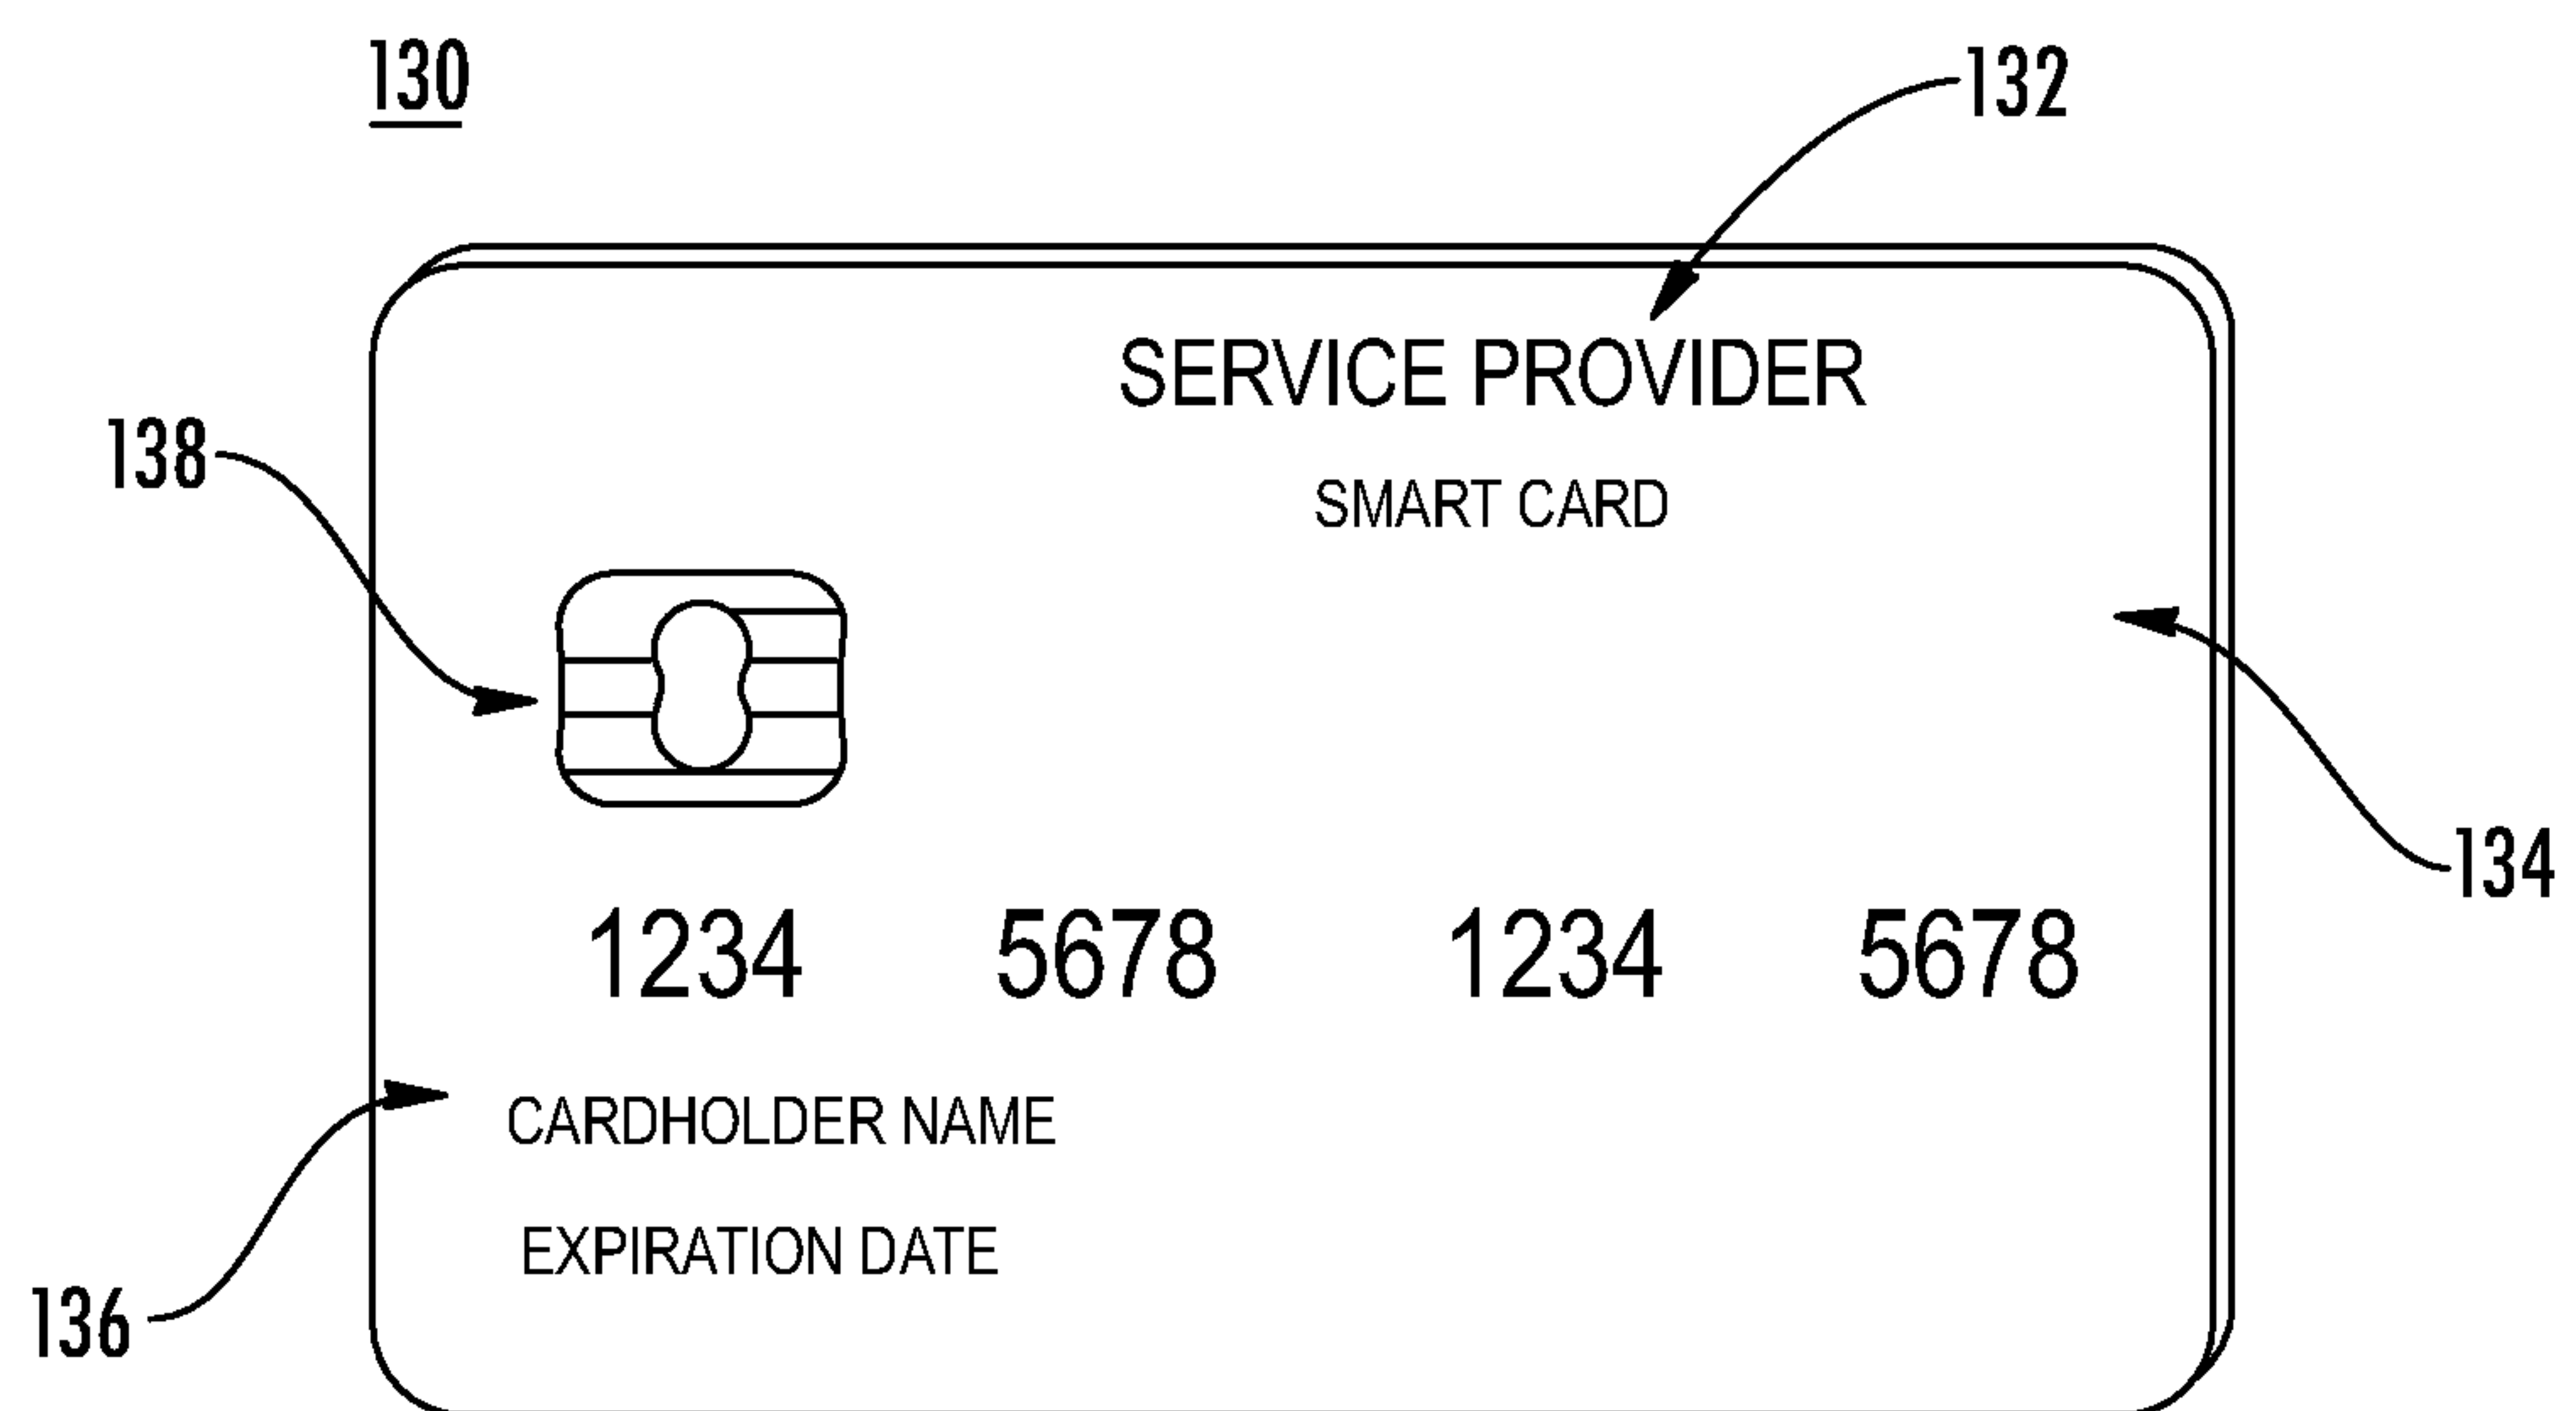 130
132
SERVICE PROVIDER
138
SMART CARD
134
1234 5678 1234 5678
CARDHOLDER NAME
EXPIRATION DATE
136